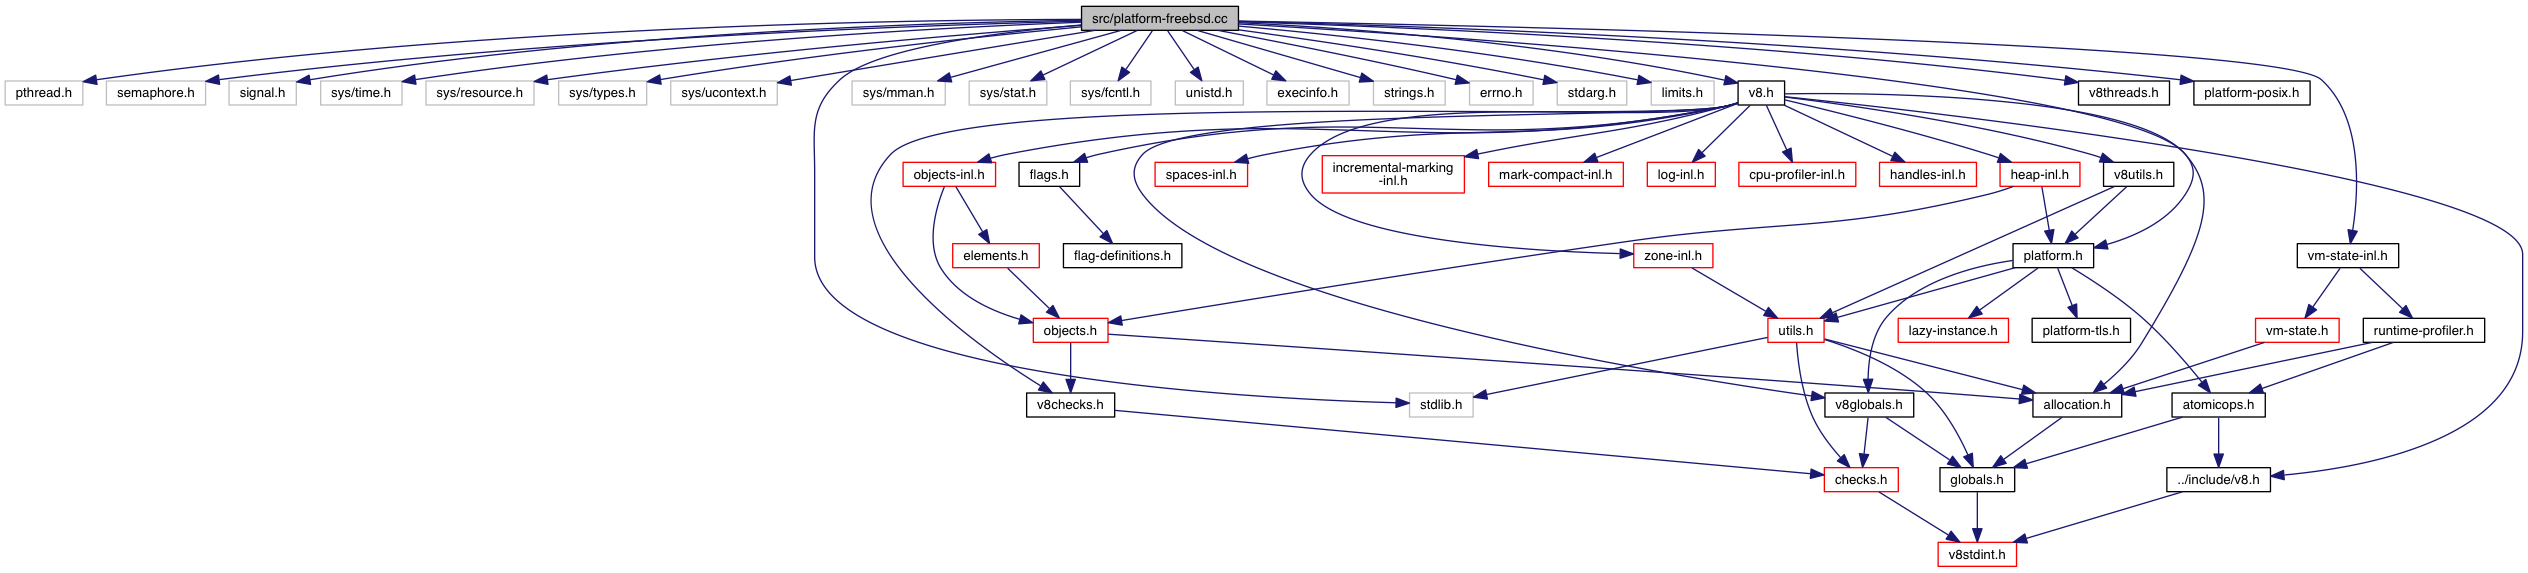 src/platform-freebsd.cc
pthread.h
semaphore.h
signal.h
sys/time.h
sys/resource.h
sys/types.h
sys/ucontext.h
sys/mman.h
sys/stat.h
sys/fcntl.h
unistd.h
execinfo.h
strings.h
errno.h
stdarg.h
limits.h
v8.h
v8threads.h
platform-posix.h
objects-inl.h
flags.h
spaces-inl.h
incremental-marking
-inl.h
mark-compact-inl.h
log-inl.h
cpu-profiler-inl.h
handles-inl.h
heap-inl.h
v8utils.h
elements.h
flag-definitions.h
zone-inl.h
platform.h
vm-state-inl.h
objects.h
utils.h
lazy-instance.h
platform-tls.h
vm-state.h
runtime-profiler.h
v8checks.h
stdlib.h
v8globals.h
allocation.h
atomicops.h
checks.h
globals.h
../include/v8.h
v8stdint.h